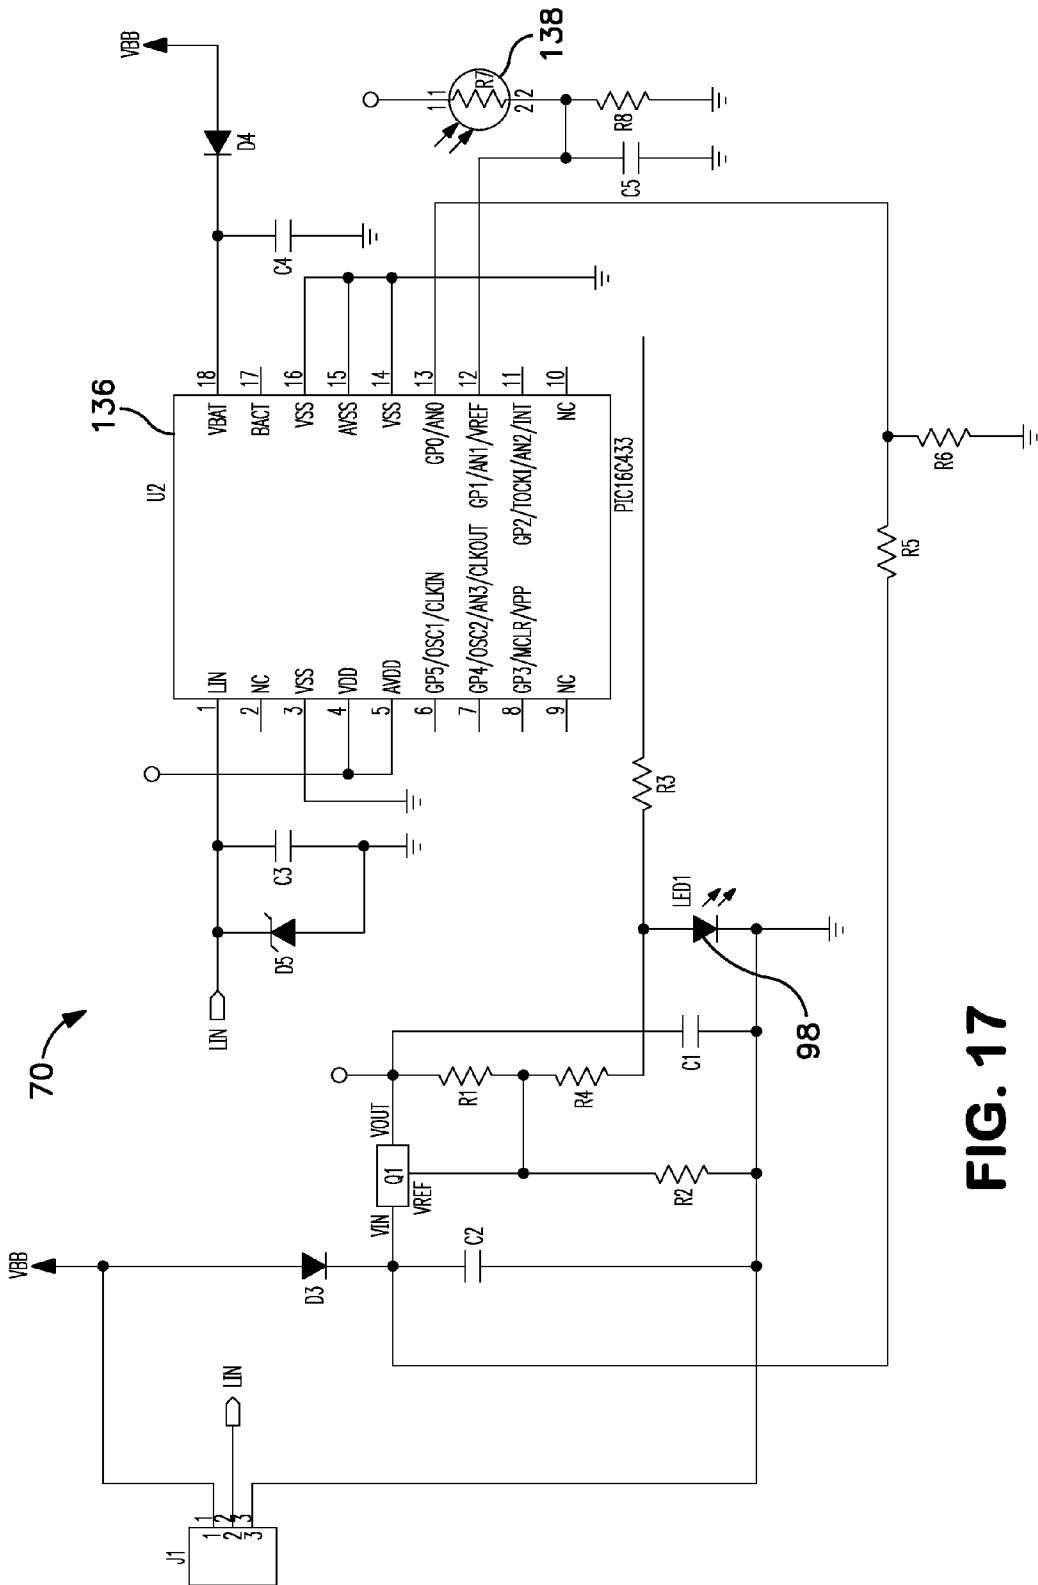 70
J1
1
2
3
1
2
3
LIN
VBB
D3
VIN
Q1
VOUT
VREF
C2
R1
R4
R2
C1
LED1
98
R3
R5
R6
LIN
D5
C3
136
U2
1
2
3
4
5
6
7
8
9
LIN
NC
VSS
VDD
AVDD
GP5/OSC1/CLKIN
GP4/OSC2/AN3/CLKOUT
GP3/MCLR/VPP
NC
VBAT
BACT
VSS
AVSS
VSS
GP0/AN0
GP1/AN1/VREF
GP2/TOCKI/AN2/INT
NC
18
17
16
15
14
13
12
11
10
PIC16C433
C4
D4
VBB
1
1
R7
2
2
138
R8
C5
FIG. 17